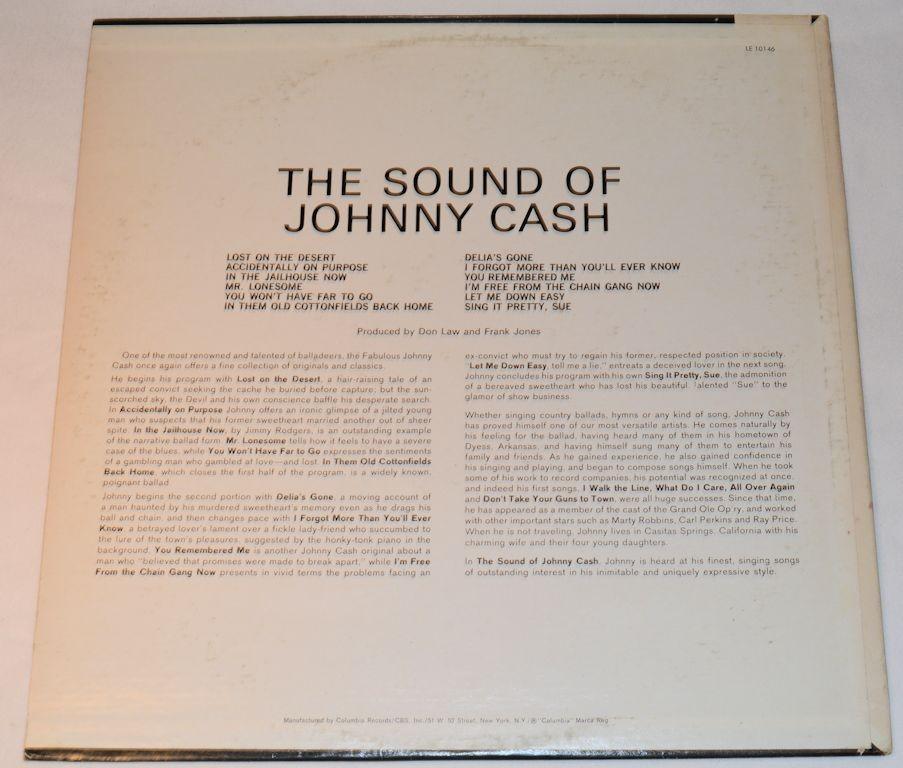 LE 10146
THE SOUND OF
JOHNNY CASH
LOST ON THE DESERT
ACCIDENTALLY ON PURPOSE
IN THE JAILHOUSE NOW
MR. LONESOME
YOU WON'T HAVE FAR TO GO
IN THEM OLD COTTONFIELDS BACK HOME
DELIA'S GONE
I FORGOT MORE THAN YOU'LL EVER KNOW
YOU REMEMBERED ME
I'M FREE FROM THE CHAIN GANG NOW
LET ME DOWN EASY
SING IT PRETTY, SUE
Produced by Don Law and Frank Jones
One of the most renowned and talented of balladeers, the Fabulous Johnny
Cash once again offers a fine collection of originals and classics.
He begins his program with Lost on the Desert, a hair-raising tale of an
escaped convict seeking the cache he buried before capture; but the sun-
scorched sky, the Devil and his own conscience baffle his desperate search.
In Accidentally on Purpose Johnny offers an ironic glimpse of a jilted young
man who suspects that his former sweetheart married another out of sheer
spite. In the Jailhouse Now, by Jimmy Rodgers, is an outstanding example
of the narrative ballad form. Mr. Lonesome tells how it feels to have a severe
case of the blues, while You Won't Have Far to Go expresses the sentiments
of a gambling man who gambled at love—and lost. In Them Old Cottonfields
Back Home, which closes the first half of the program, is a widely known,
poignant ballad.
Johnny begins the second portion with Delia's Gone, a moving account of
a man haunted by his murdered sweetheart's memory even as he drags his
ball and chain, and then changes pace with I Forgot More Than You'll Ever
Know, a betrayed lover's lament over a fickle lady-friend who succumbed to
the lure of the town's pleasures, suggested by the honky-tonk piano in the
background. You Remembered Me is another Johnny Cash original about a
man who "believed that promises were made to break apart," while I'm Free
From the Chain Gang Now presents in vivid terms the problems facing an
ex-convict who must try to regain his former, respected position in society.
"Let Me Down Easy, tell me a lie," entreats a deceived lover in the next song.
Johnny concludes his program with his own Sing It Pretty, Sue, the admonition
of a bereaved sweetheart who has lost his beautiful, talented "Sue" to the
glamor of show business.
Whether singing country ballads, hymns or any kind of song, Johnny Cash
has proved himself one of our most versatile artists. He comes naturally by
his feeling for the ballad, having heard many of them in his hometown of
Dyess, Arkansas, and having himself sung many of them to entertain his
family and friends. As he gained experience, he also gained confidence in
his singing and playing, and began to compose songs himself. When he took
some of his work to record companies, his potential was recognized at once,
and indeed his first songs, I Walk the Line, What Do I Care, All Over Again
and Don't Take Your Guns to Town, were all huge successes. Since that time,
he has appeared as a member of the cast of the Grand Ole Op'ry, and worked
with other important stars such as Marty Robbins, Carl Perkins and Ray Price.
When he is not traveling, Johnny lives in Casitas Springs, California with his
charming wife and their four young daughters.
In The Sound of Johnny Cash, Johnny is heard at his finest, singing songs
of outstanding interest in his inimitable and uniquely expressive style.
Manufactured by Columbia Records/CBS, Inc./51 W. 52 Street, New York, N.Y./® "Columbia" Marca Reg.